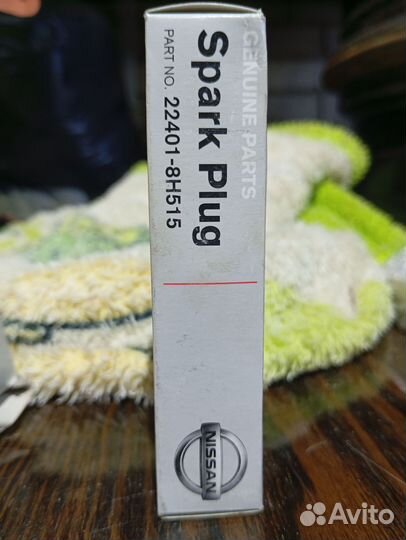 GENUINE PARTS
Spark Plug
PART NO. 22401-8H515
NISSAN
Avito